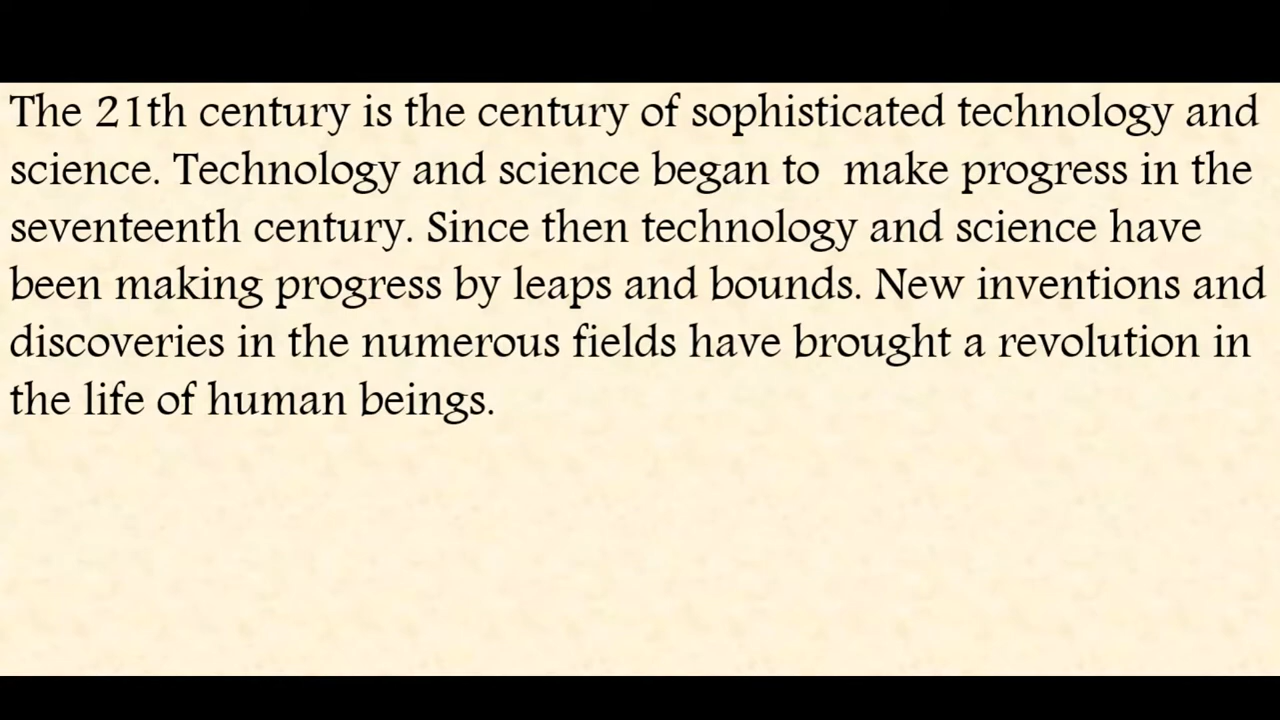 The 21th century is the century of sophisticated technology and
science. Technology and science began to  make progress in the
seventeenth century. Since then technology and science have
been making progress by leaps and bounds. New inventions and
discoveries in the numerous fields have brought a revolution in
the life of human beings.